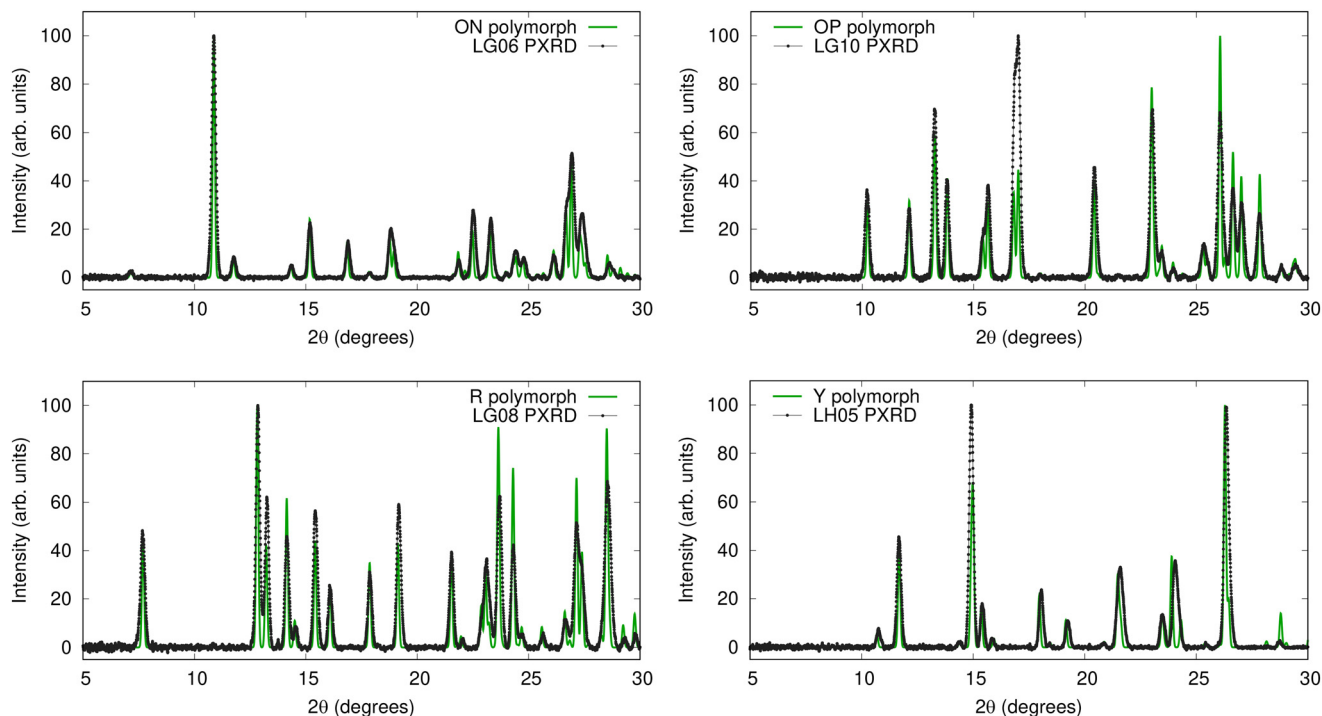 ON polymorph
LG06 PXRD
100
80
60
40
20
0
Intensity (arb. units)
5 10 15 20 25 30
2θ (degrees)
OP polymorph
LG10 PXRD
100
80
60
40
20
0
Intensity (arb. units)
5 10 15 20 25 30
2θ (degrees)
R polymorph
LG08 PXRD
100
80
60
40
20
0
Intensity (arb. units)
5 10 15 20 25 30
2θ (degrees)
Y polymorph
LH05 PXRD
100
80
60
40
20
0
Intensity (arb. units)
5 10 15 20 25 30
2θ (degrees)